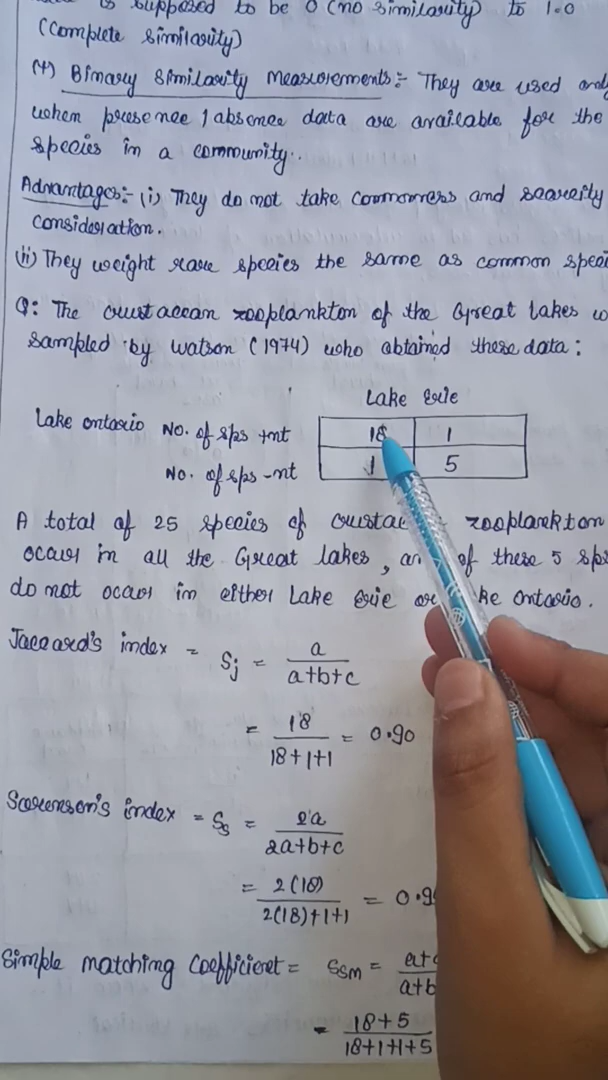 is supposed to be 0 (no similarity) to 1.0
(complete similarity)
(*) Binary similarity measurements:- They are used only
when presence / absence data are available for the
species in a community.
Advantages:- (i) They do not take commonness and scarcity
consideration.
(ii) They weight rare species the same as common speci
Q: The crustacean zooplankton of the Great lakes w
sampled by Watson (1974) who obtained these data:
Lake Erie
Lake ontario No. of sps +nt 18 1
No. of sps -nt 1 5
A total of 25 species of crustac zooplankton
occur in all the Great lakes, an of these 5 sps
do not occur in either Lake Erie or ke Ontario.
Jaccard's index = Sj = a / a+b+c
= 18 / 18+1+1 = 0.90
Sorenson's index = Ss = 2a / 2a+b+c
= 2(18) / 2(18)+1+1 = 0.9
Simple matching coefficient = SSM = a+ / a+b
= 18+5 / 18+1+1+5